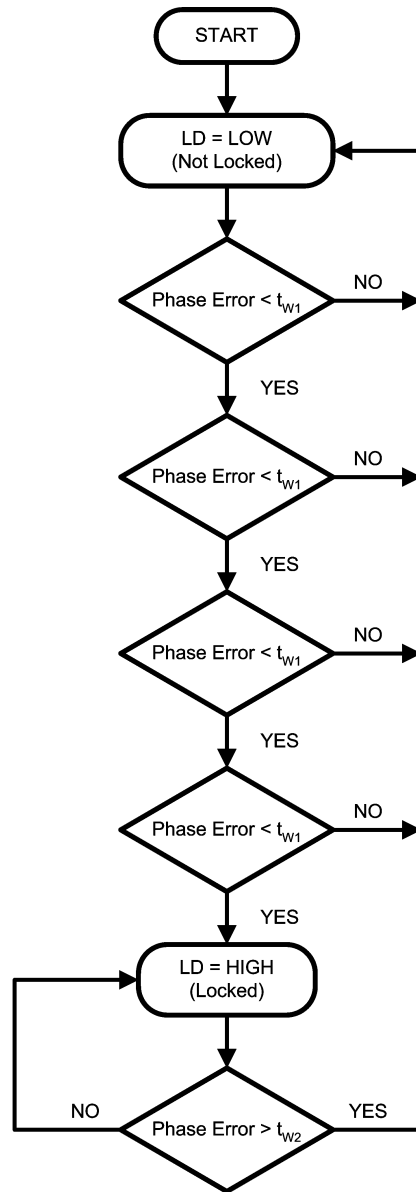 START
LD = LOW
(Not Locked)
Phase Error < tW1
NO
YES
Phase Error < tW1
NO
YES
Phase Error < tW1
NO
YES
Phase Error < tW1
NO
YES
LD = HIGH
(Locked)
NO
Phase Error > tW2
YES